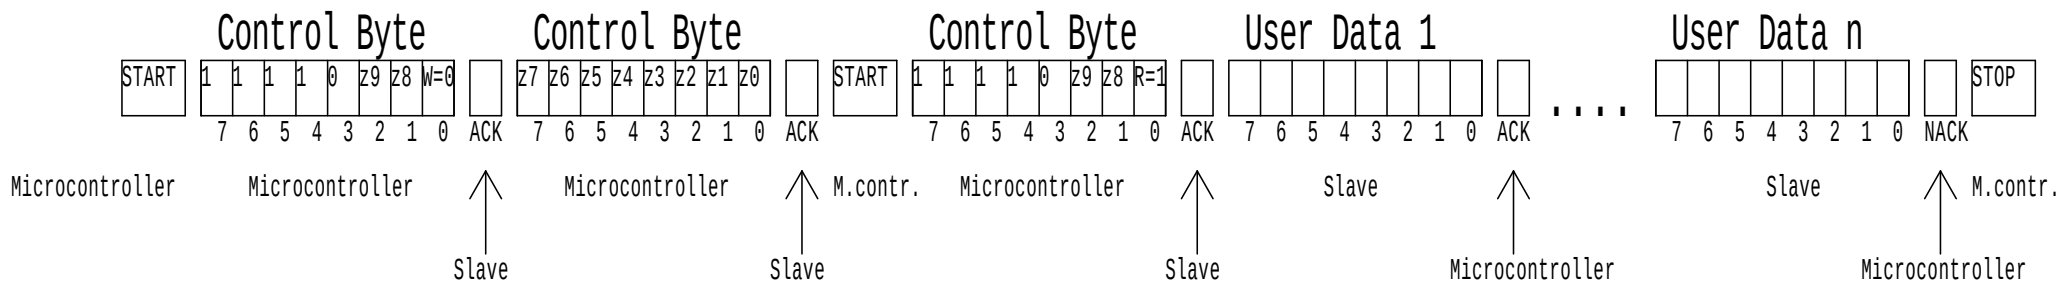 Control Byte Control Byte Control Byte User Data 1 User Data n
START 1 1 1 1 0 z9 z8 W=0 z7 z6 z5 z4 z3 z2 z1 z0 START 1 1 1 1 0 z9 z8 R=1 .... STOP
7 6 5 4 3 2 1 0 ACK 7 6 5 4 3 2 1 0 ACK 7 6 5 4 3 2 1 0 ACK 7 6 5 4 3 2 1 0 ACK 7 6 5 4 3 2 1 0 NACK
Microcontroller Microcontroller Microcontroller M.contr. Microcontroller Slave Slave M.contr.
Slave Slave Slave Microcontroller Microcontroller